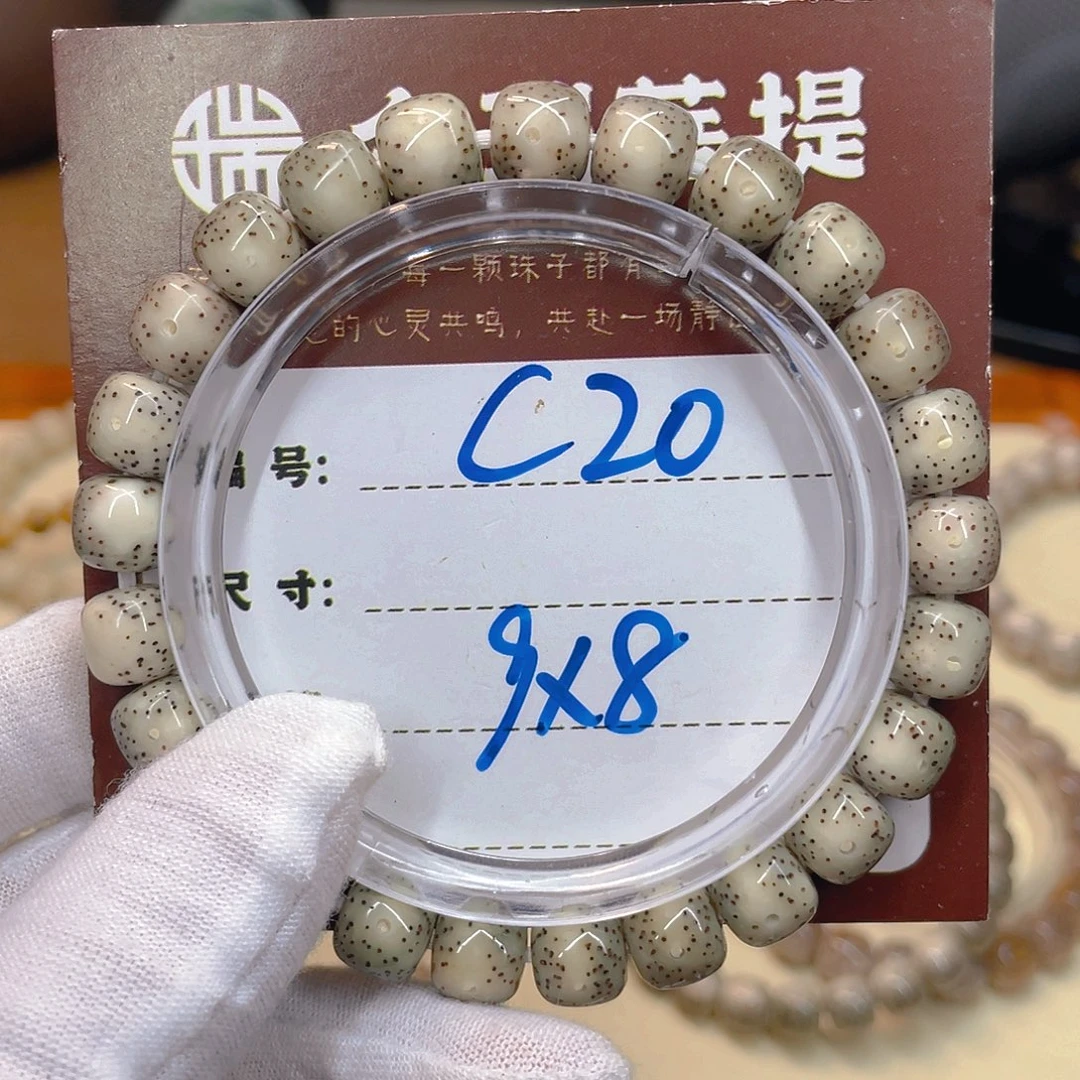 菩提
每一颗珠子都有
的心灵共鸣，共赴一场静
编号: C20
尺寸:
9x8